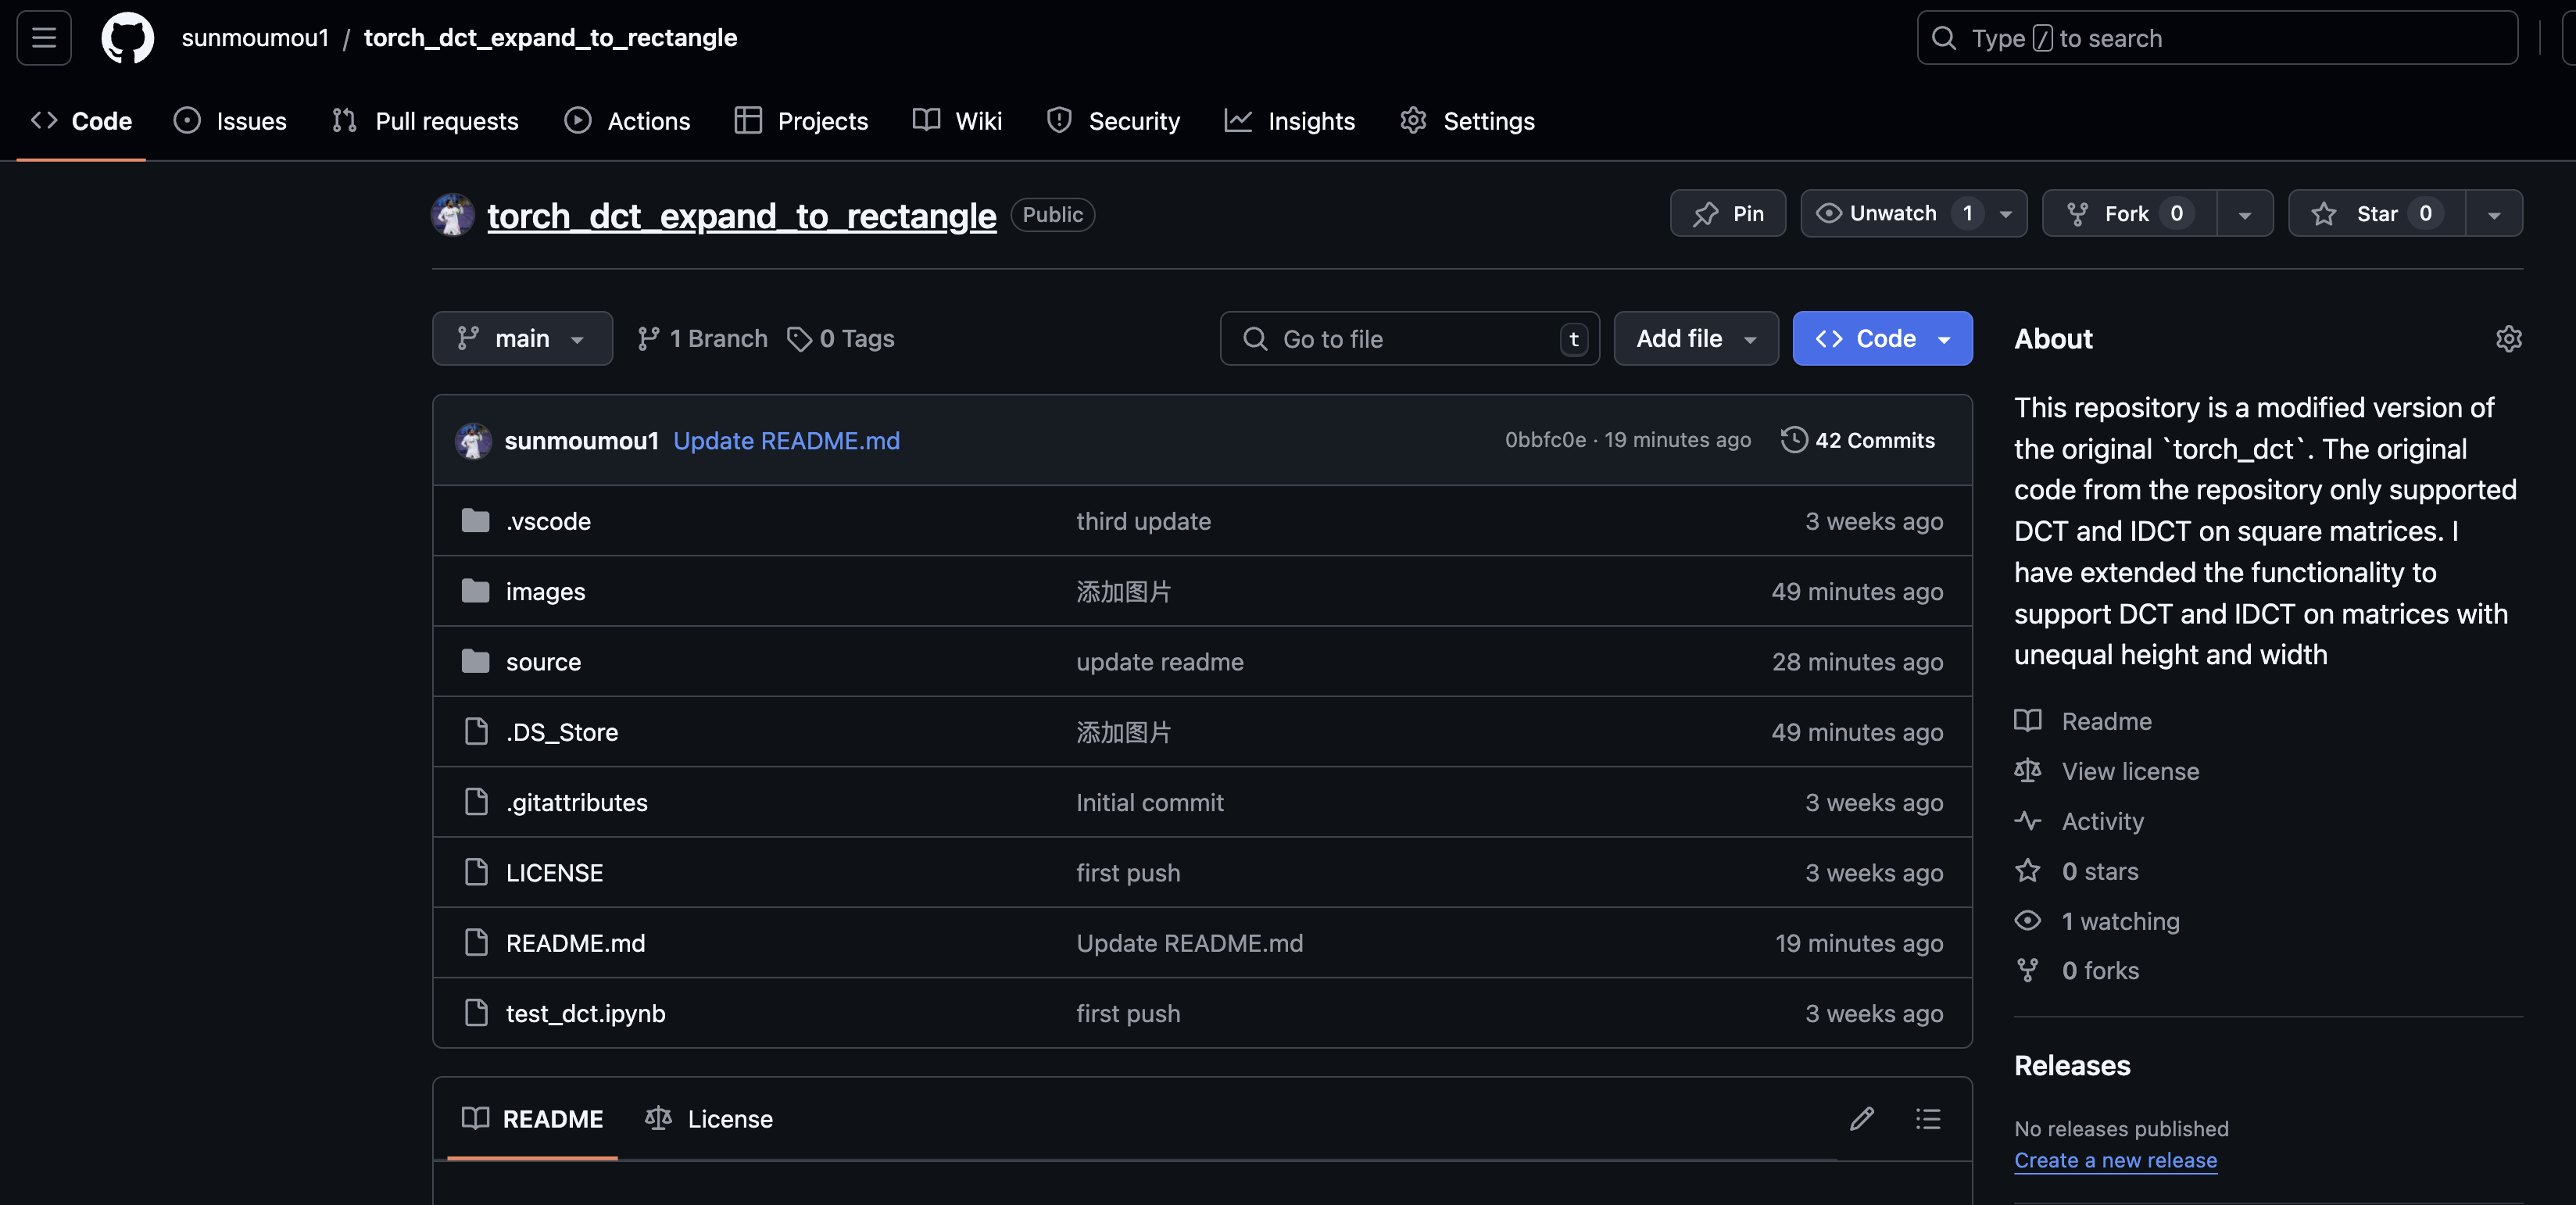 sunmoumou1 / torch_dct_expand_to_rectangle
Type / to search
Code Issues Pull requests Actions Projects Wiki Security Insights Settings
torch_dct_expand_to_rectangle Public
Pin Unwatch 1 Fork 0 Star 0
main 1 Branch 0 Tags
Go to file t Add file Code
sunmoumou1 Update README.md 0bbfc0e · 19 minutes ago 42 Commits
.vscode third update 3 weeks ago
images 添加图片 49 minutes ago
source update readme 28 minutes ago
.DS_Store 添加图片 49 minutes ago
.gitattributes Initial commit 3 weeks ago
LICENSE first push 3 weeks ago
README.md Update README.md 19 minutes ago
test_dct.ipynb first push 3 weeks ago
README License
About
This repository is a modified version of
the original `torch_dct`. The original
code from the repository only supported
DCT and IDCT on square matrices. I
have extended the functionality to
support DCT and IDCT on matrices with
unequal height and width
Readme
View license
Activity
0 stars
1 watching
0 forks
Releases
No releases published
Create a new release